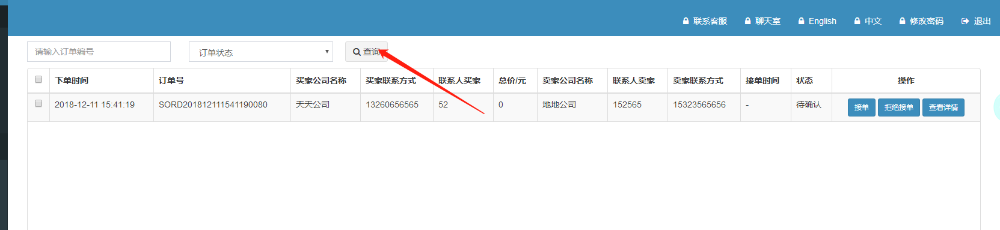 联系客服 聊天室 English 中文 修改密码 退出
请输入订单编号 订单状态 查询
下单时间 订单号 买家公司名称 买家联系方式 联系人买家 总价/元 卖家公司名称 联系人卖家 卖家联系方式 接单时间 状态 操作
2018-12-11 15:41:19 SORD201812111541190080 天天公司 13260656565 52 0 地地公司 152565 15323565656 - 待确认 接单 拒绝接单 查看详情